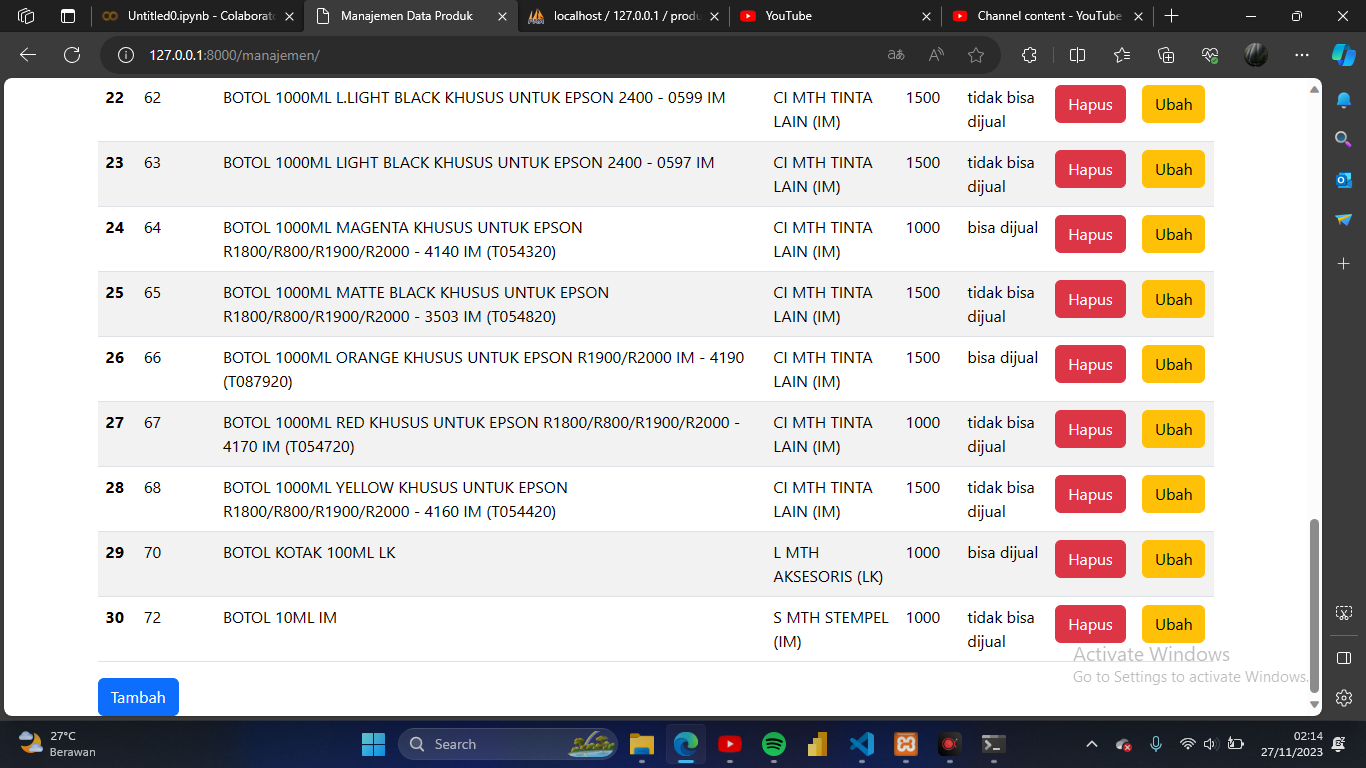 Untitled0.ipynb - Colaborato
Manajemen Data Produk
localhost / 127.0.0.1 / produ
YouTube
Channel content - YouTube
127.0.0.1:8000/manajemen/
22 62 BOTOL 1000ML L.LIGHT BLACK KHUSUS UNTUK EPSON 2400 - 0599 IM CI MTH TINTA 1500 tidak bisa Hapus Ubah
LAIN (IM) dijual
23 63 BOTOL 1000ML LIGHT BLACK KHUSUS UNTUK EPSON 2400 - 0597 IM CI MTH TINTA 1500 tidak bisa Hapus Ubah
LAIN (IM) dijual
24 64 BOTOL 1000ML MAGENTA KHUSUS UNTUK EPSON CI MTH TINTA 1000 bisa dijual Hapus Ubah
R1800/R800/R1900/R2000 - 4140 IM (T054320) LAIN (IM)
25 65 BOTOL 1000ML MATTE BLACK KHUSUS UNTUK EPSON CI MTH TINTA 1500 tidak bisa Hapus Ubah
R1800/R800/R1900/R2000 - 3503 IM (T054820) LAIN (IM) dijual
26 66 BOTOL 1000ML ORANGE KHUSUS UNTUK EPSON R1900/R2000 IM - 4190 CI MTH TINTA 1500 bisa dijual Hapus Ubah
(T087920) LAIN (IM)
27 67 BOTOL 1000ML RED KHUSUS UNTUK EPSON R1800/R800/R1900/R2000 - CI MTH TINTA 1000 tidak bisa Hapus Ubah
4170 IM (T054720) LAIN (IM) dijual
28 68 BOTOL 1000ML YELLOW KHUSUS UNTUK EPSON CI MTH TINTA 1500 tidak bisa Hapus Ubah
R1800/R800/R1900/R2000 - 4160 IM (T054420) LAIN (IM) dijual
29 70 BOTOL KOTAK 100ML LK L MTH 1000 bisa dijual Hapus Ubah
AKSESORIS (LK)
30 72 BOTOL 10ML IM S MTH STEMPEL 1000 tidak bisa Hapus Ubah
(IM) dijual
Activate Windows
Go to Settings to activate Windows.
Tambah
27°C
Berawan
Search
02:14
27/11/2023